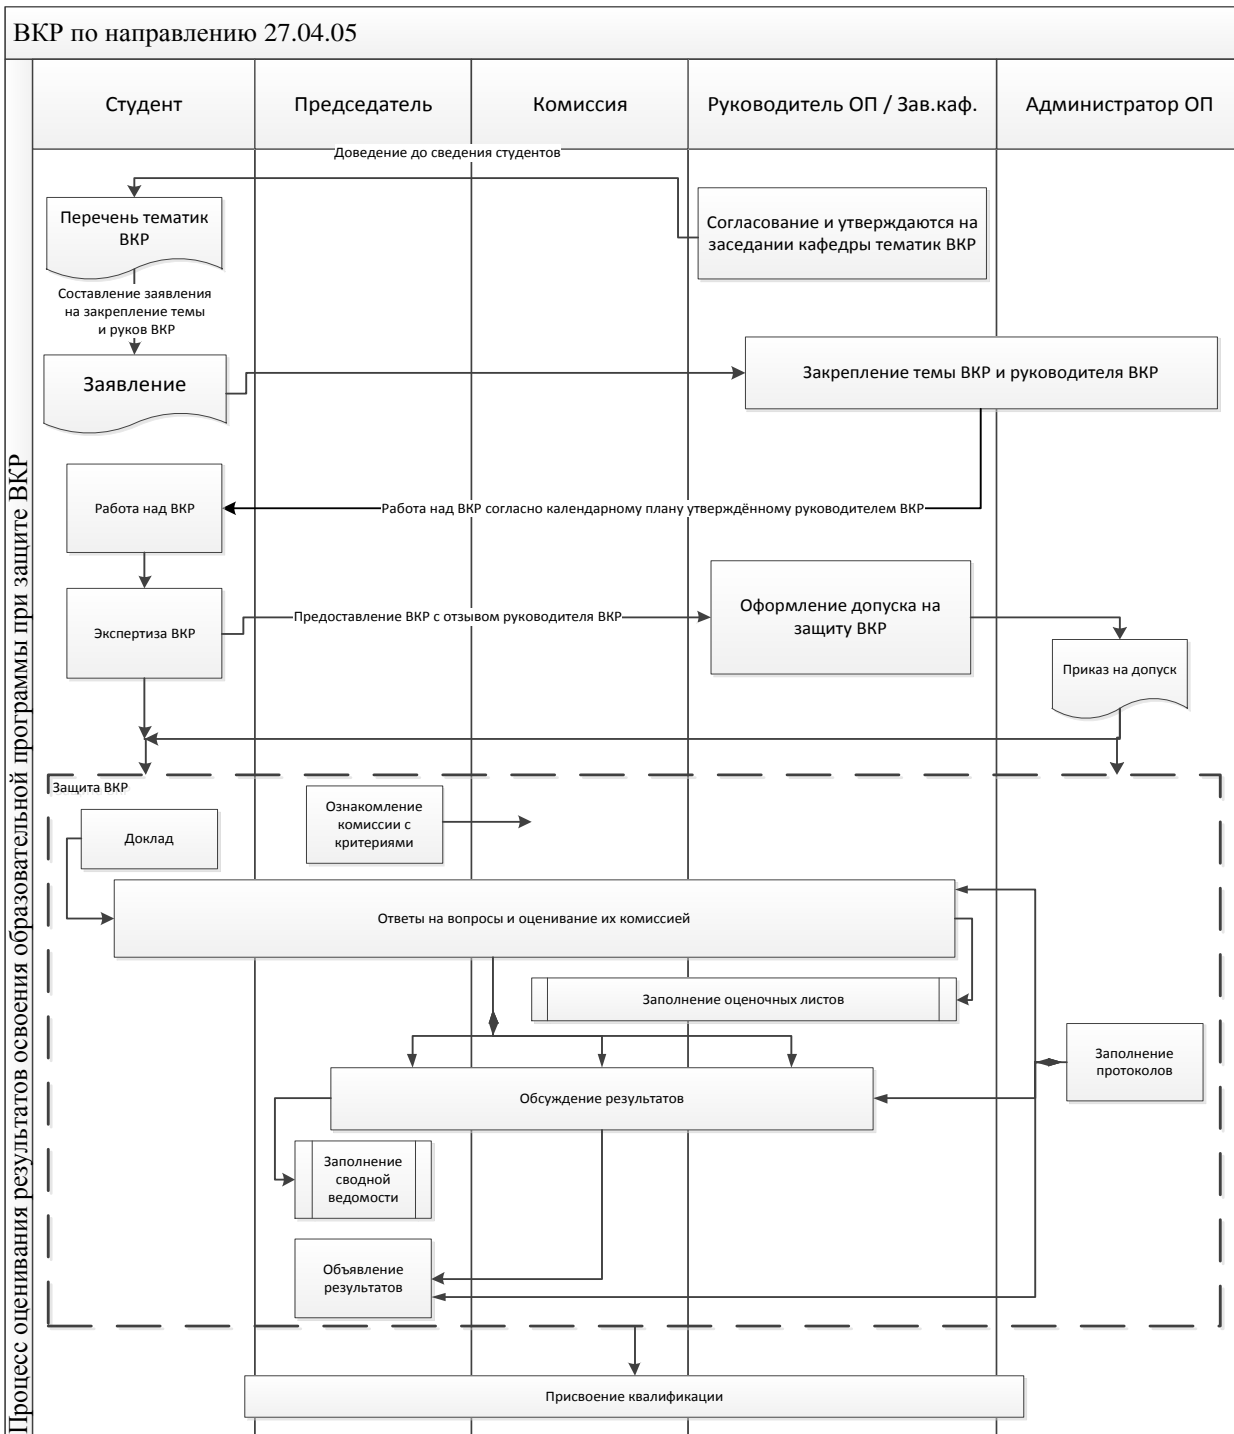 ВКР по направлению 27.04.05
Процесс оценивания результатов освоения образовательной программы при защите ВКР
Студент
Председатель
Комиссия
Руководитель ОП / Зав.каф.
Администратор ОП
Доведение до сведения студентов
Перечень тематик
ВКР
Согласование и утверждаются на
заседании кафедры тематик ВКР
Составление заявления
на закрепление темы
и руков ВКР
Заявление
Закрепление темы ВКР и руководителя ВКР
Работа над ВКР
Работа над ВКР согласно календарному плану утверждённому руководителем ВКР
Экспертиза ВКР
Предоставление ВКР с отзывом руководителя ВКР
Оформление допуска на
защиту ВКР
Приказ на допуск
Защита ВКР
Доклад
Ознакомление
комиссии с
критериями
Ответы на вопросы и оценивание их комиссией
Заполнение оценочных листов
Заполнение
протоколов
Обсуждение результатов
Заполнение
сводной
ведомости
Объявление
результатов
Присвоение квалификации